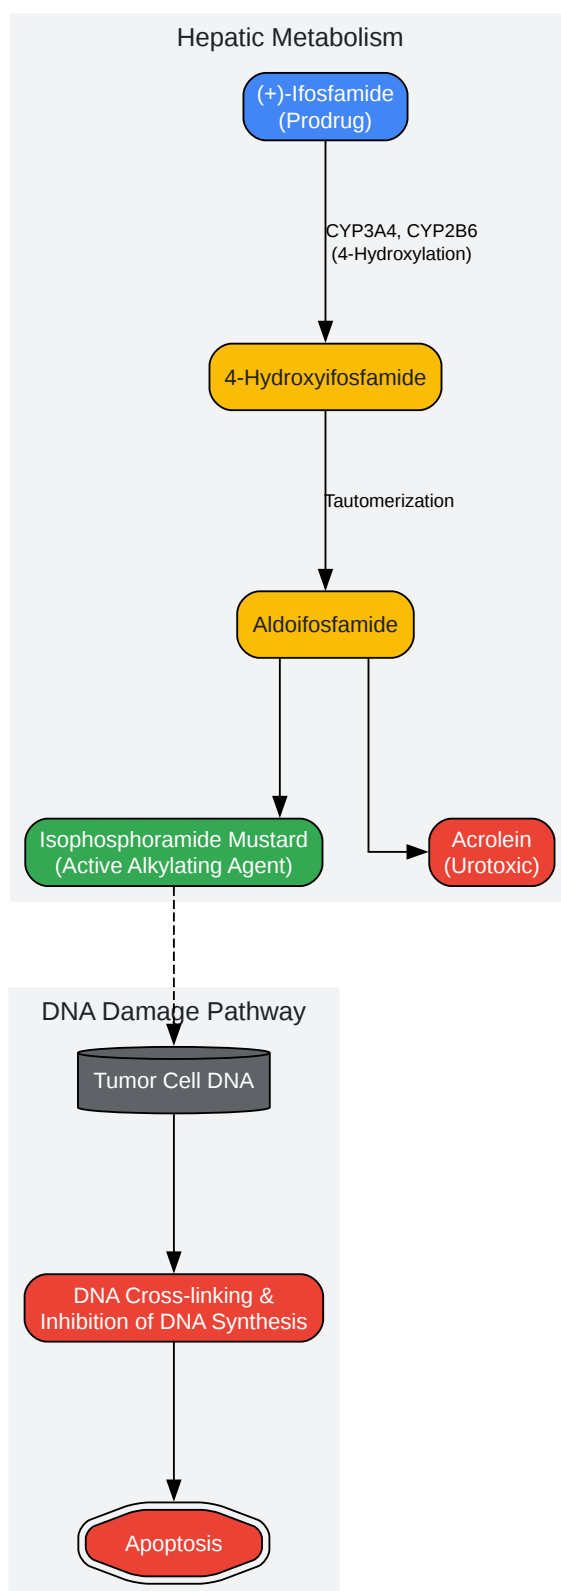 Hepatic Metabolism
(+)-Ifosfamide
(Prodrug)
CYP3A4, CYP2B6
(4-Hydroxylation)
4-Hydroxyifosfamide
Tautomerization
Aldoifosfamide
Isophosphoramide Mustard
(Active Alkylating Agent)
Acrolein
(Urotoxic)
DNA Damage Pathway
Tumor Cell DNA
DNA Cross-linking &
Inhibition of DNA Synthesis
Apoptosis